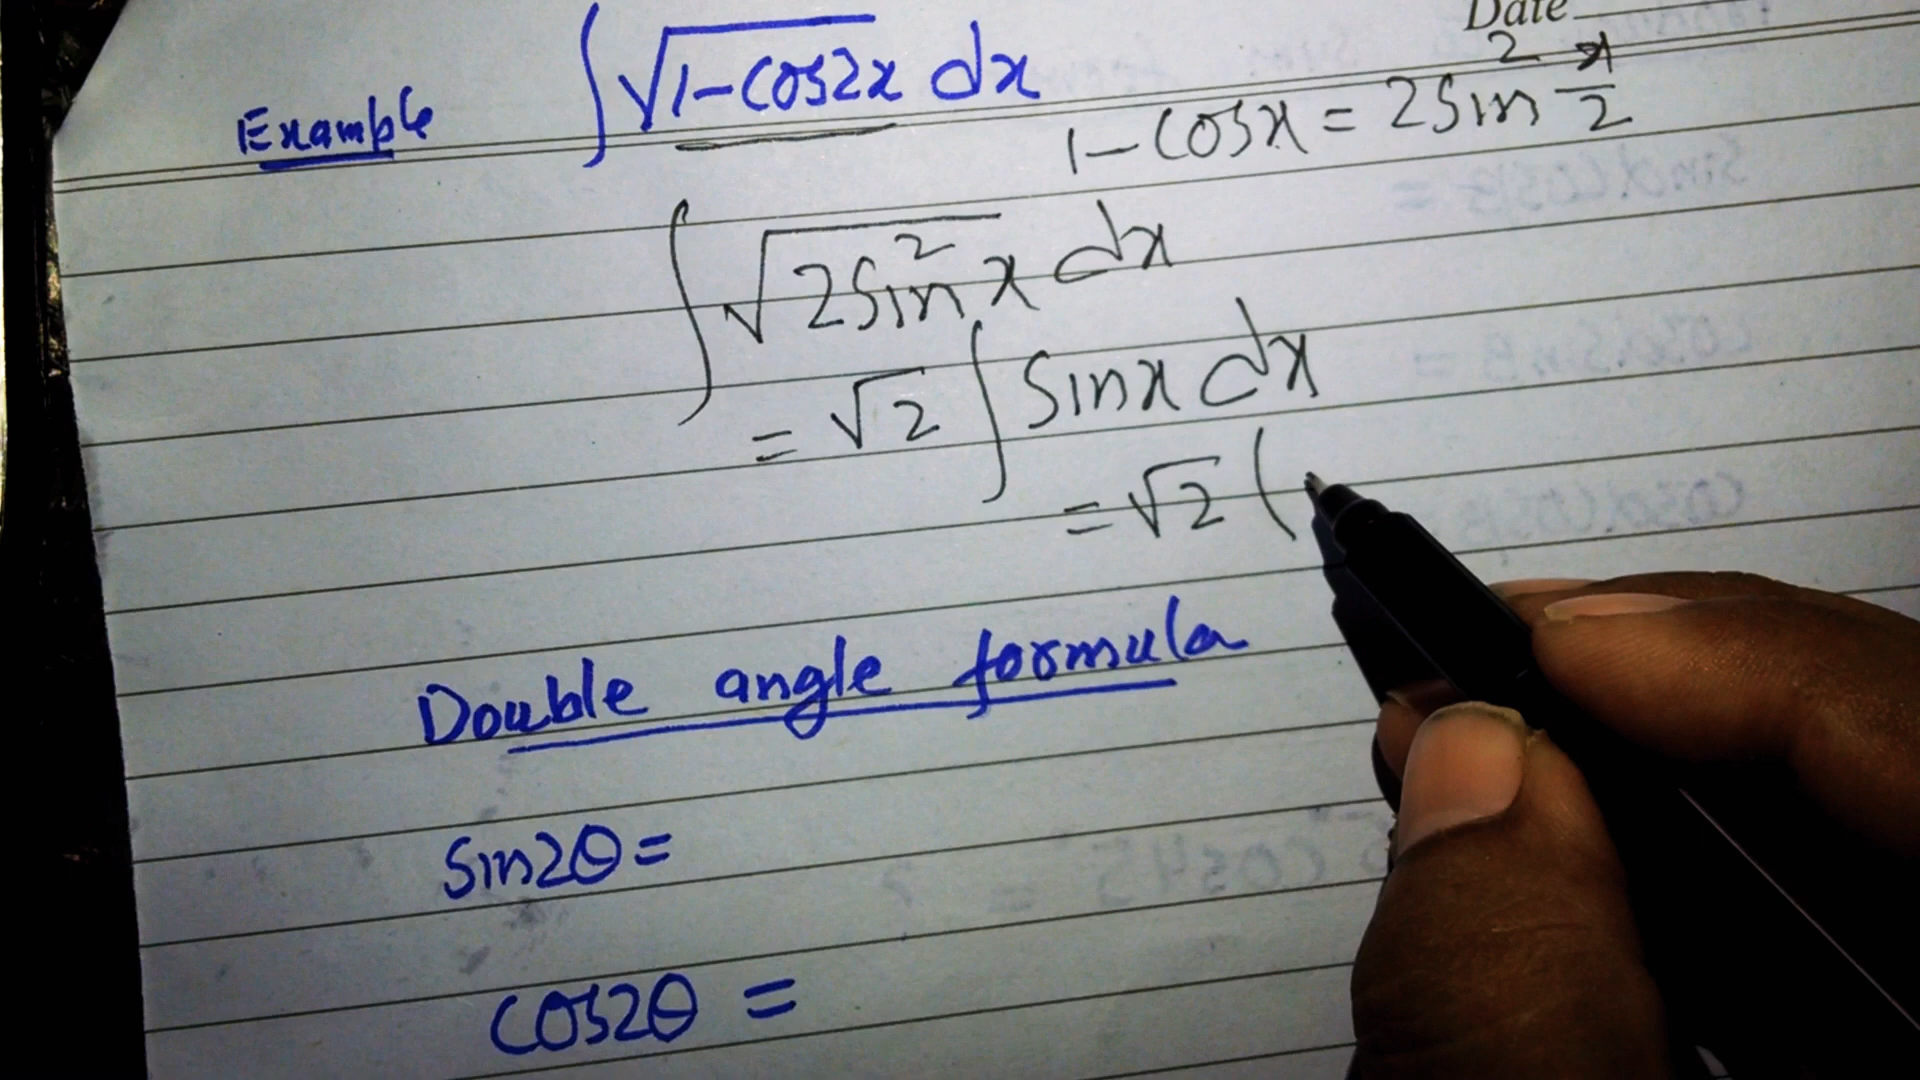 Date
Example ∫√1-cos2x dx
1-cosx = 2sin² x/2
∫√2sin²x dx
= √2 ∫ sinx dx
= √2 (
Double angle formula
sin2θ =
cos2θ =